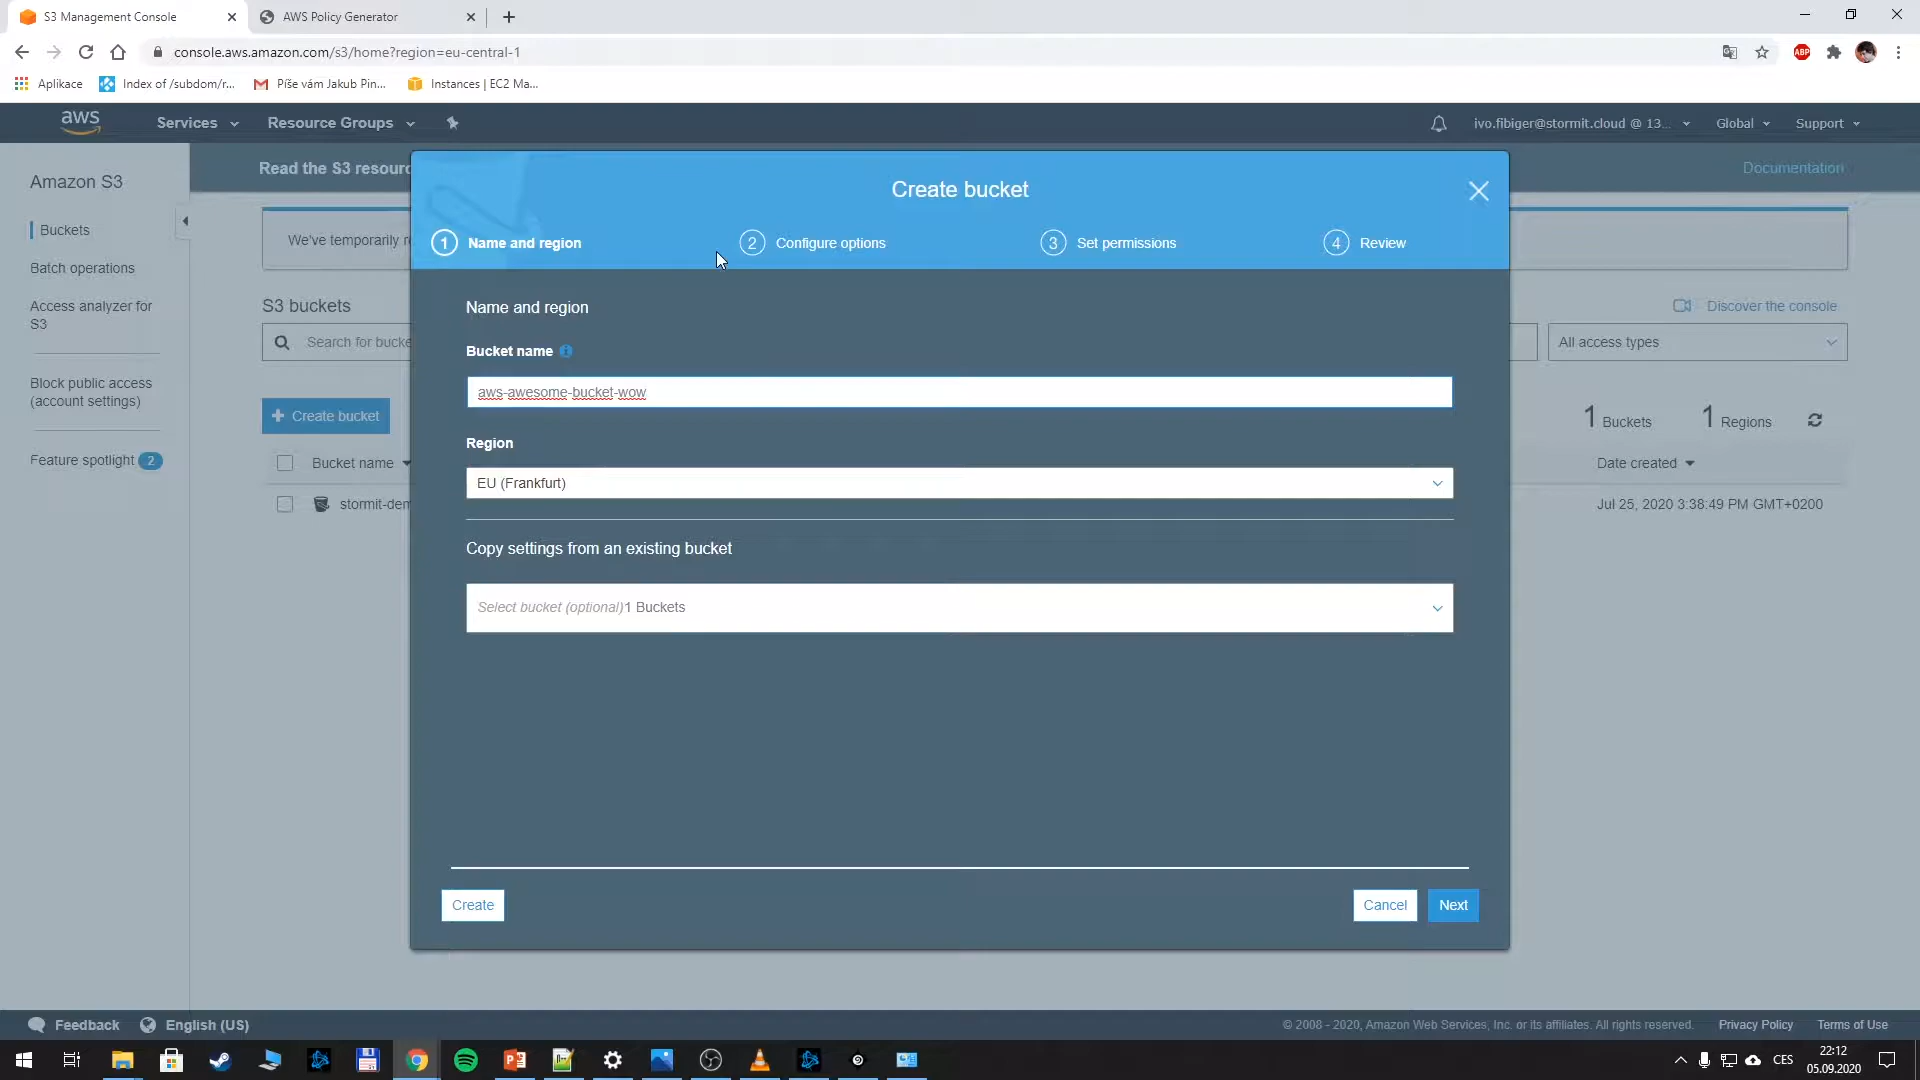 S3 Management Console
AWS Policy Generator
console.aws.amazon.com/s3/home?region=eu-central-1
ABP
Aplikace
Index of /subdom/r...
Píše vám Jakub Pin...
Instances | EC2 Ma...
aws
Services
Resource Groups
ivo.fibiger@stormit.cloud @ 13...
Global
Support
Amazon S3
Buckets
Batch operations
Access analyzer for
S3
Block public access
(account settings)
Feature spotlight 2
Read the S3 resourc
Documentation
We've temporarily r
S3 buckets
Discover the console
Search for bucke
All access types
+ Create bucket
1 Buckets
1 Regions
Bucket name
Date created
stormit-dem
Jul 25, 2020 3:38:49 PM GMT+0200
Create bucket
1 Name and region
2 Configure options
3 Set permissions
4 Review
Name and region
Bucket name
aws-awesome-bucket-wow
Region
EU (Frankfurt)
Copy settings from an existing bucket
Select bucket (optional)1 Buckets
Create
Cancel
Next
Feedback
English (US)
© 2008 - 2020, Amazon Web Services, Inc. or its affiliates. All rights reserved.
Privacy Policy
Terms of Use
CES
22:12
05.09.2020